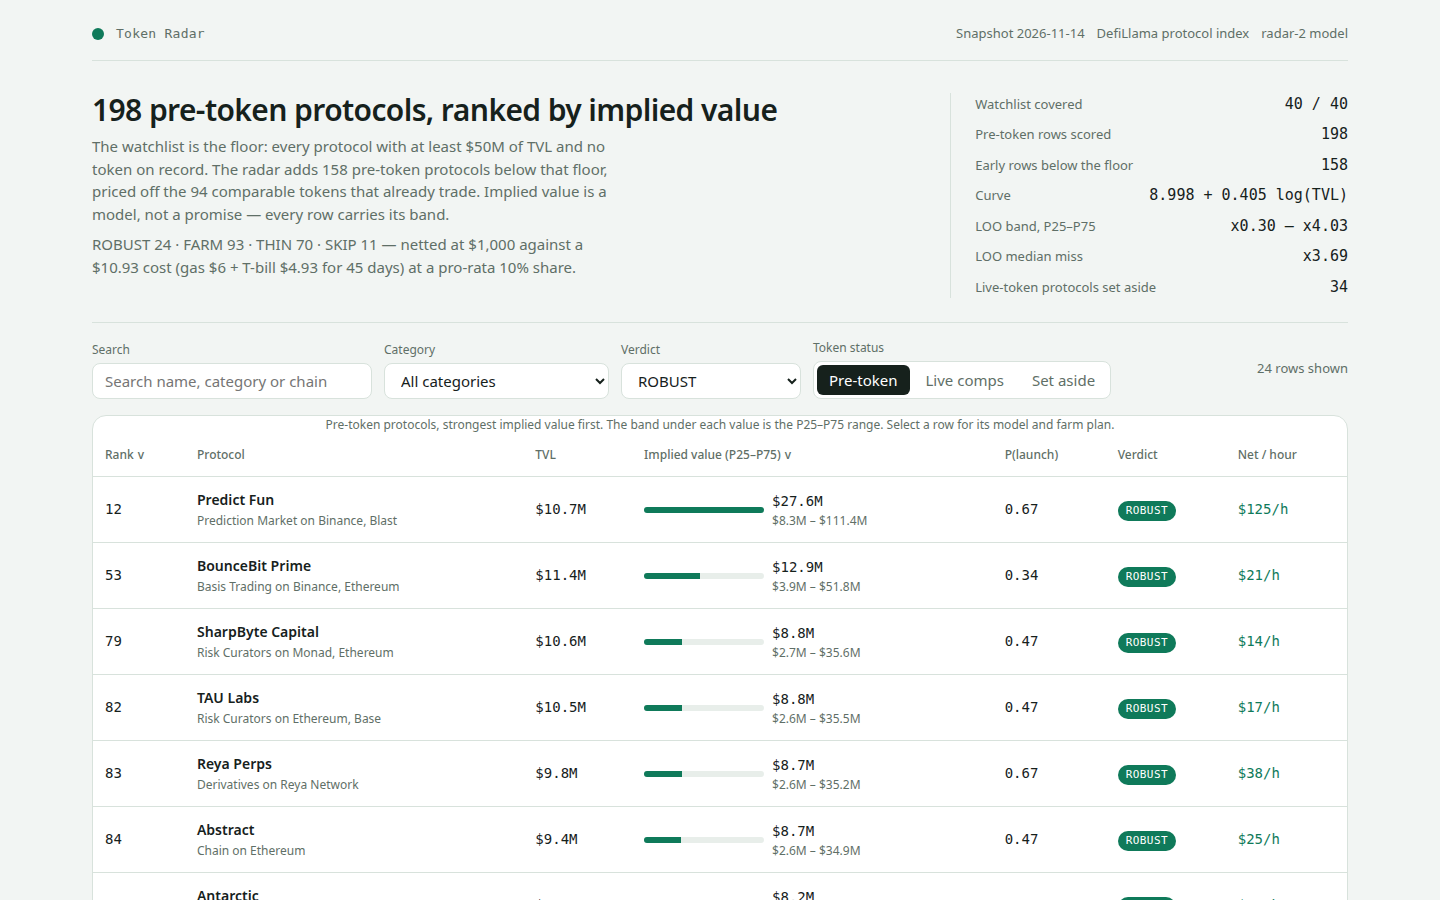 Token Radar
Snapshot 2026-11-14 DefiLlama protocol index radar-2 model
198 pre-token protocols, ranked by implied value
The watchlist is the floor: every protocol with at least $50M of TVL and no
token on record. The radar adds 158 pre-token protocols below that floor,
priced off the 94 comparable tokens that already trade. Implied value is a
model, not a promise — every row carries its band.
ROBUST 24 · FARM 93 · THIN 70 · SKIP 11 — netted at $1,000 against a
$10.93 cost (gas $6 + T-bill $4.93 for 45 days) at a pro-rata 10% share.
Watchlist covered 40 / 40
Pre-token rows scored 198
Early rows below the floor 158
Curve 8.998 + 0.405 log(TVL)
LOO band, P25–P75 x0.30 — x4.03
LOO median miss x3.69
Live-token protocols set aside 34
Search
Search name, category or chain
Category
All categories
Verdict
ROBUST
Token status
Pre-token Live comps Set aside
24 rows shown
Pre-token protocols, strongest implied value first. The band under each value is the P25–P75 range. Select a row for its model and farm plan.
Rank v Protocol TVL Implied value (P25–P75) v P(launch) Verdict Net / hour
12 Predict Fun $10.7M $27.6M 0.67 ROBUST $125/h
Prediction Market on Binance, Blast $8.3M – $111.4M
53 BounceBit Prime $11.4M $12.9M 0.34 ROBUST $21/h
Basis Trading on Binance, Ethereum $3.9M – $51.8M
79 SharpByte Capital $10.6M $8.8M 0.47 ROBUST $14/h
Risk Curators on Monad, Ethereum $2.7M – $35.6M
82 TAU Labs $10.5M $8.8M 0.47 ROBUST $17/h
Risk Curators on Ethereum, Base $2.6M – $35.5M
83 Reya Perps $9.8M $8.7M 0.67 ROBUST $38/h
Derivatives on Reya Network $2.6M – $35.2M
84 Abstract $9.4M $8.7M 0.47 ROBUST $25/h
Chain on Ethereum $2.6M – $34.9M
Antarctic $8.2M